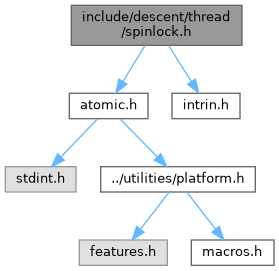 include/descent/thread
/spinlock.h
atomic.h
intrin.h
stdint.h
../utilities/platform.h
features.h
macros.h